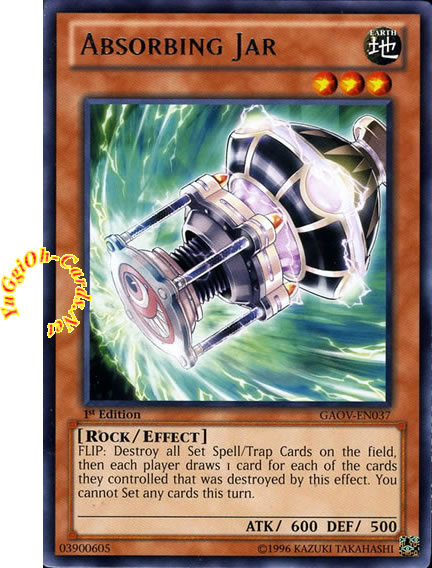 ABSORBING JAR
EARTH
地
YuGgiOh-Cards.Net
1st Edition
GAOV-EN037
[ROCK/EFFECT]
FLIP: Destroy all Set Spell/Trap Cards on the field,
then each player draws 1 card for each of the cards
they controlled that was destroyed by this effect. You
cannot Set any cards this turn.
ATK/ 600 DEF/ 500
03900605
©1996 KAZUKI TAKAHASHI